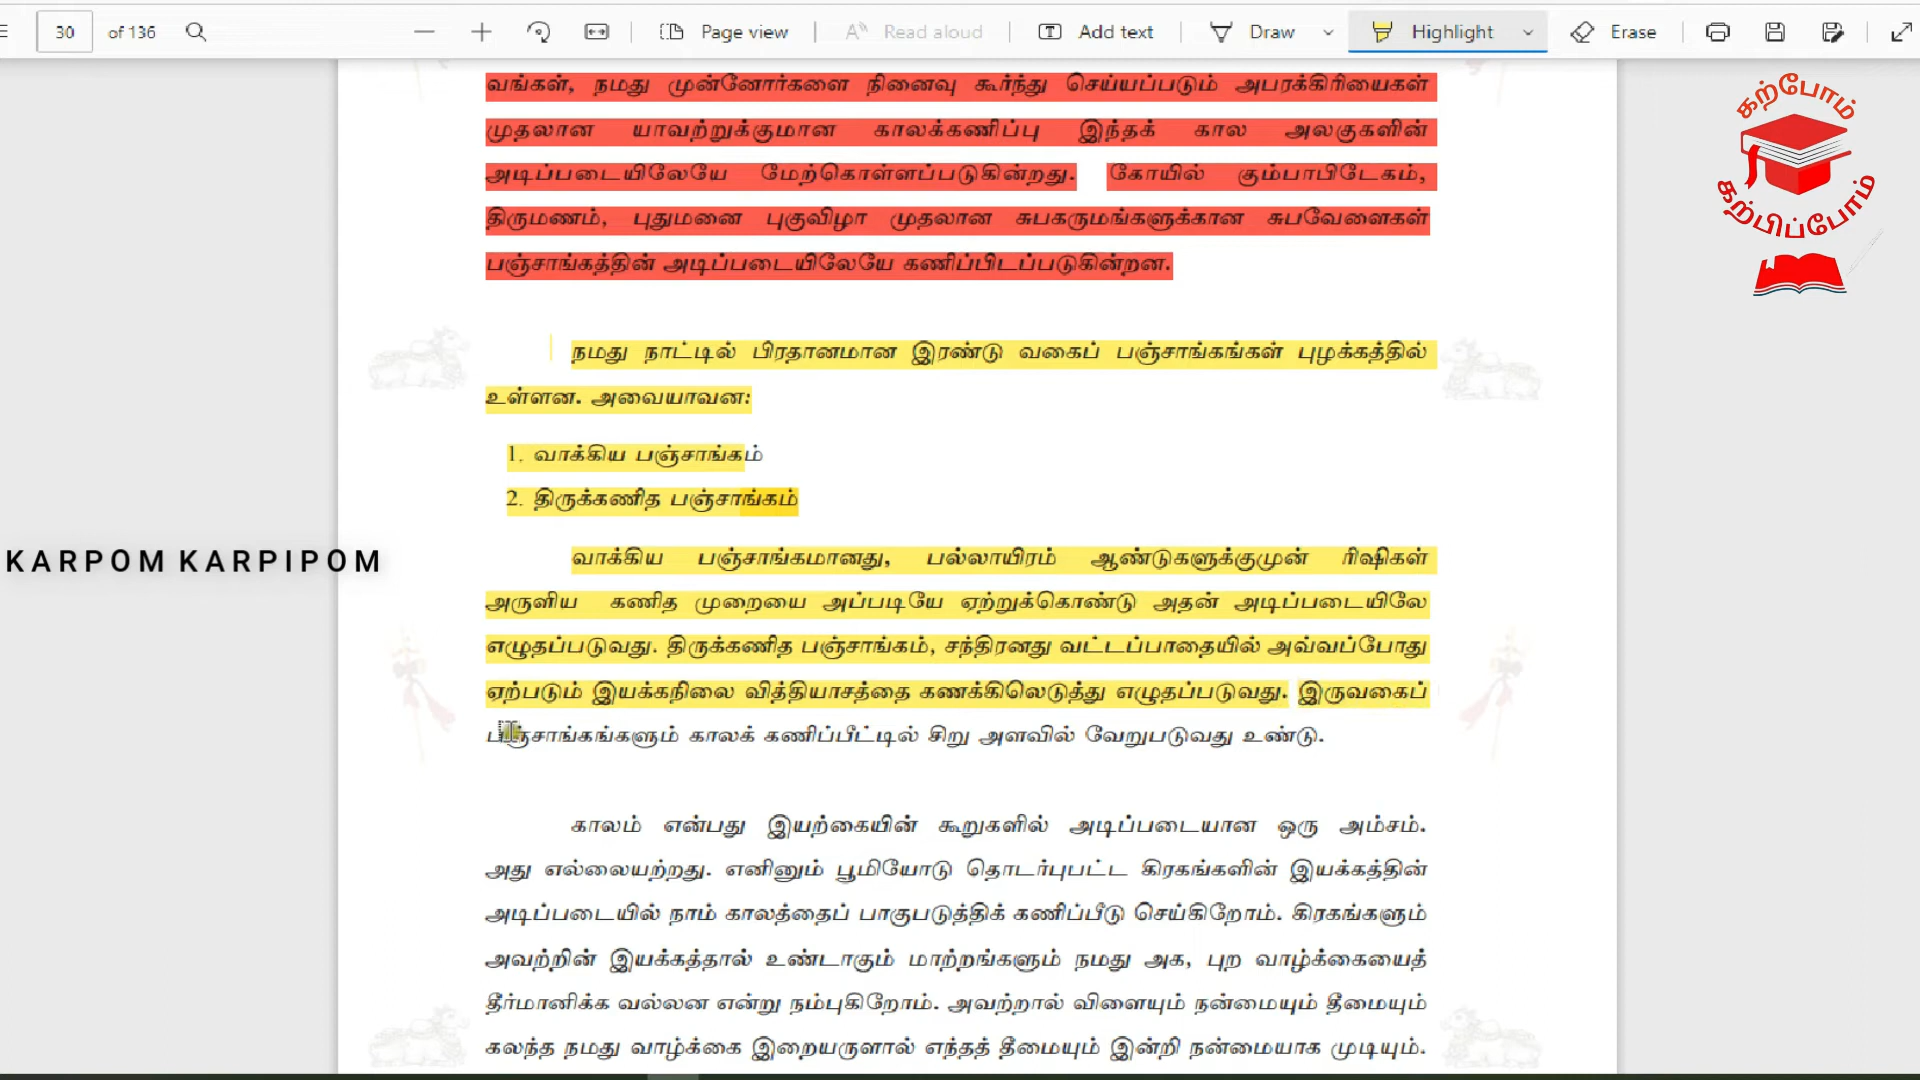 30 of 136 Page view Read aloud Add text Draw Highlight Erase
வங்கள், நமது முன்னோர்களை நினைவு கூர்ந்து செய்யப்படும் அபரக்கிரியைகள்
முதலான யாவற்றுக்குமான காலக்கணிப்பு இந்தக் கால அலகுகளின்
அடிப்படையிலேயே மேற்கொள்ளப்படுகின்றது. கோயில் கும்பாபிடேகம்,
திருமணம், புதுமனை புகுவிழா முதலான சுபகருமங்களுக்கான சுபவேளைகள்
பஞ்சாங்கத்தின் அடிப்படையிலேயே கணிப்பிடப்படுகின்றன.
கற்போம்
கற்பிப்போம்
நமது நாட்டில் பிரதானமான இரண்டு வகைப் பஞ்சாங்கங்கள் புழக்கத்தில்
உள்ளன. அவையாவன:
1. வாக்கிய பஞ்சாங்கம்
2. திருக்கணித பஞ்சாங்கம்
KARPOM KARPIPOM
வாக்கிய பஞ்சாங்கமானது, பல்லாயிரம் ஆண்டுகளுக்குமுன் ரிஷிகள்
அருளிய கணித முறையை அப்படியே ஏற்றுக்கொண்டு அதன் அடிப்படையிலே
எழுதப்படுவது. திருக்கணித பஞ்சாங்கம், சந்திரனது வட்டப்பாதையில் அவ்வப்போது
ஏற்படும் இயக்கநிலை வித்தியாசத்தை கணக்கிலெடுத்து எழுதப்படுவது. இருவகைப்
பஞ்சாங்கங்களும் காலக் கணிப்பீட்டில் சிறு அளவில் வேறுபடுவது உண்டு.
காலம் என்பது இயற்கையின் கூறுகளில் அடிப்படையான ஒரு அம்சம்.
அது எல்லையற்றது. எனினும் பூமியோடு தொடர்புபட்ட கிரகங்களின் இயக்கத்தின்
அடிப்படையில் நாம் காலத்தைப் பாகுபடுத்திக் கணிப்பீடு செய்கிறோம். கிரகங்களும்
அவற்றின் இயக்கத்தால் உண்டாகும் மாற்றங்களும் நமது அக, புற வாழ்க்கையைத்
தீர்மானிக்க வல்லன என்று நம்புகிறோம். அவற்றால் விளையும் நன்மையும் தீமையும்
கலந்த நமது வாழ்க்கை இறையருளால் எந்தத் தீமையும் இன்றி நன்மையாக முடியும்.